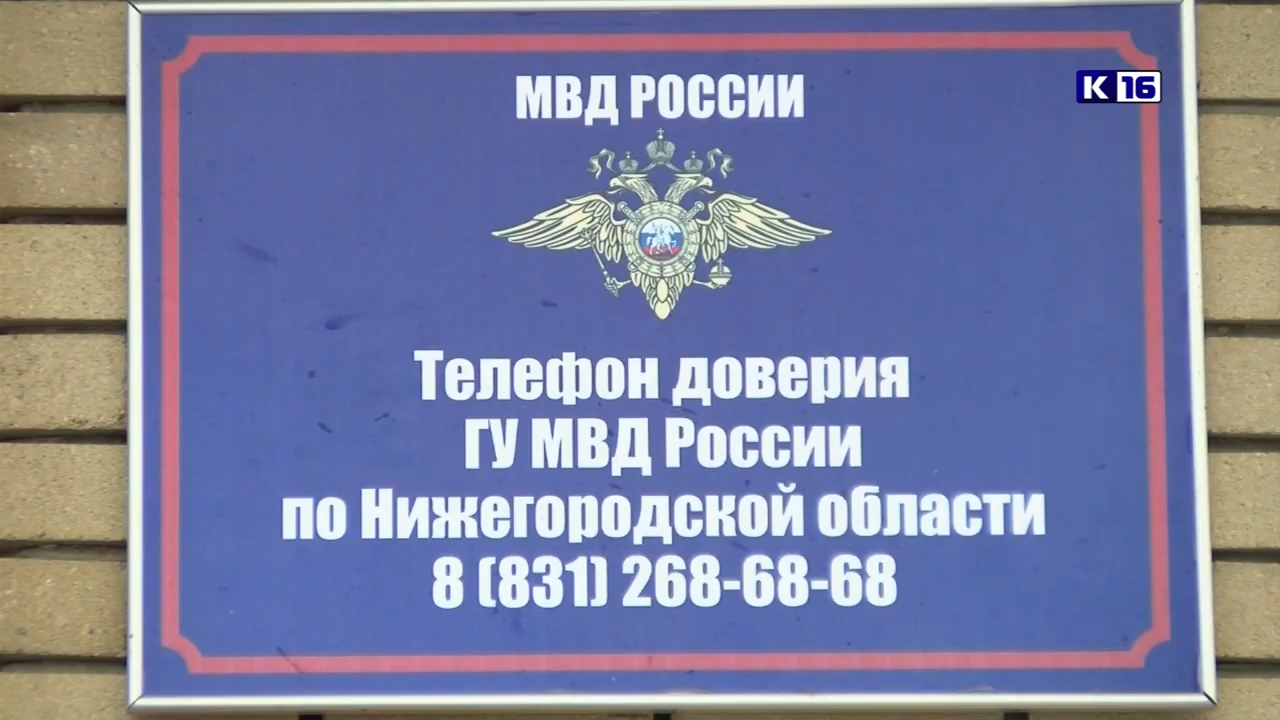 МВД РОССИИ
К 16
Телефон доверия
ГУ МВД России
по Нижегородской области
8 (831) 268-68-68